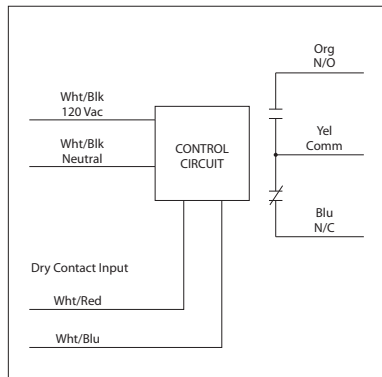 Org
N/O
Wht/Blk
120 Vac
Yel
Comm
Wht/Blk
Neutral
CONTROL
CIRCUIT
Blu
N/C
Dry Contact Input
Wht/Red
Wht/Blu